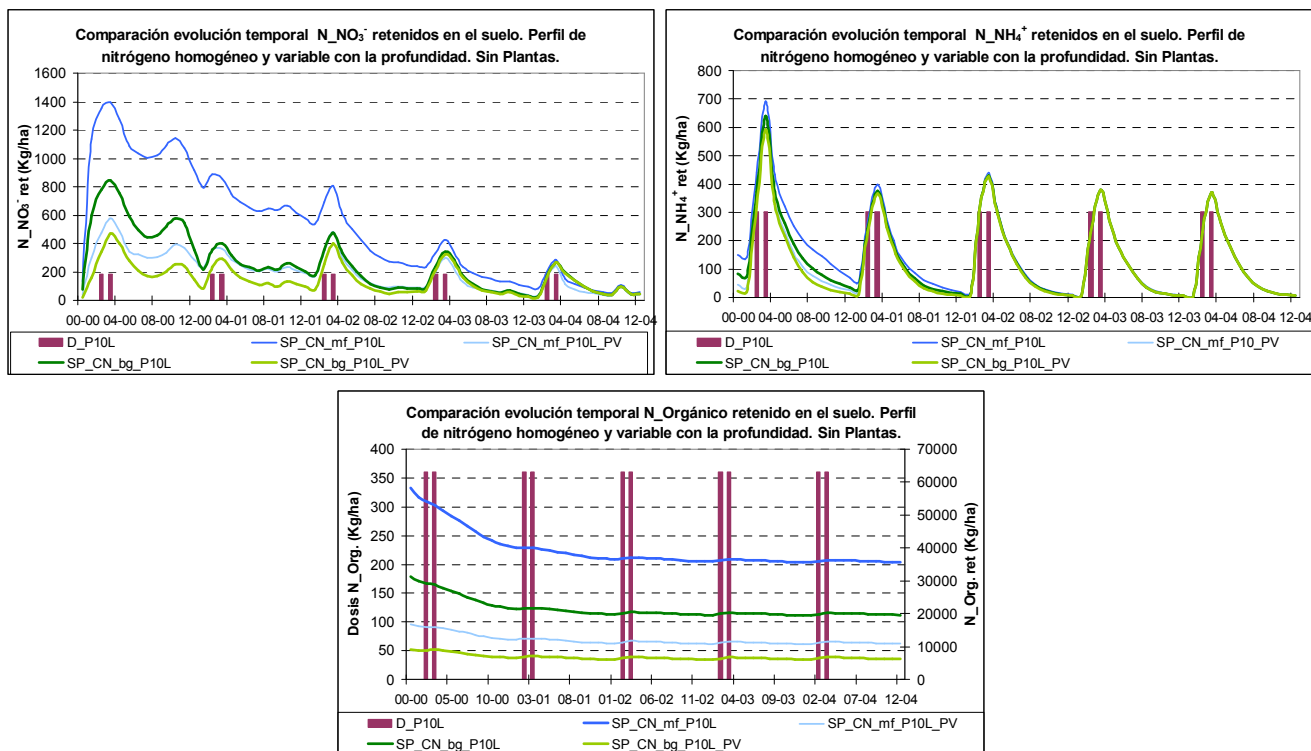 Comparación evolución temporal N_NO₃⁻ retenidos en el suelo. Perfil de
nitrógeno homogéneo y variable con la profundidad. Sin Plantas.
N_NO₃⁻ ret (Kg/ha)
1600
1400
1200
1000
800
600
400
200
0
00-00 04-00 08-00 12-00 04-01 08-01 12-01 04-02 08-02 12-02 04-03 08-03 12-03 04-04 08-04 12-04
D_P10L SP_CN_mf_P10L SP_CN_mf_P10L_PV
SP_CN_bg_P10L SP_CN_bg_P10L_PV
Comparación evolución temporal N_NH₄⁺ retenidos en el suelo. Perfil de
nitrógeno homogéneo y variable con la profundidad. Sin Plantas.
N_NH₄⁺ ret (Kg/ha)
800
700
600
500
400
300
200
100
0
00-00 04-00 08-00 12-00 04-01 08-01 12-01 04-02 08-02 12-02 04-03 08-03 12-03 04-04 08-04 12-04
D_P10L SP_CN_mf_P10L SP_CN_mf_P10_PV
SP_CN_bg_P10L SP_CN_bg_P10L_PV
Comparación evolución temporal N_Orgánico retenido en el suelo. Perfil
de nitrógeno homogéneo y variable con la profundidad. Sin Plantas.
Dosis N_Org. (Kg/ha)
400
350
300
250
200
150
100
50
0
70000
60000
50000
40000
30000
20000
10000
0
N_Org. ret (Kg/ha)
00-00 05-00 10-00 03-01 08-01 01-02 06-02 11-02 04-03 09-03 02-04 07-04 12-04
D_P10L SP_CN_mf_P10L SP_CN_mf_P10L_PV
SP_CN_bg_P10L SP_CN_bg_P10L_PV